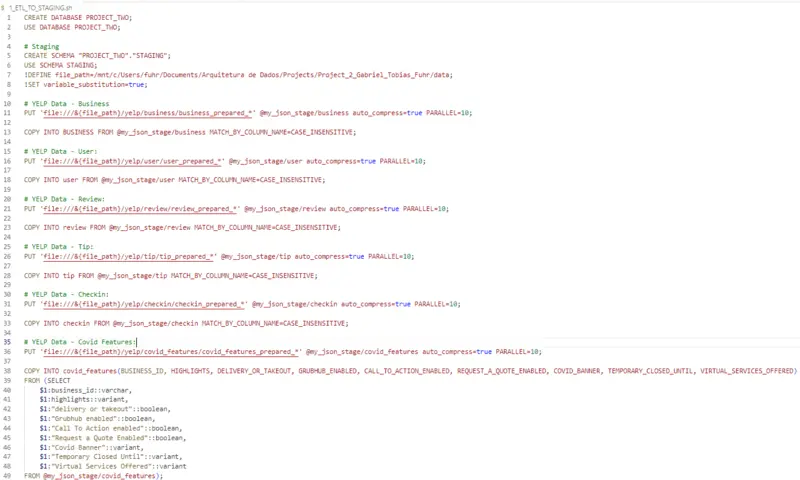 1_ETL_TO_STAGING.sh
1 CREATE DATABASE PROJECT_TWO;
2 USE DATABASE PROJECT_TWO;
3
4 # Staging
5 CREATE SCHEMA "PROJECT_TWO"."STAGING";
6 USE SCHEMA STAGING;
7 !DEFINE file_path=/mnt/c/Users/fuhr/Documents/Arquitetura de Dados/Projects/Project_2_Gabriel_Tobias_Fuhr/data;
8 !SET variable_substitution=true;
9
10 # YELP Data - Business
11 PUT 'file:///&{file_path}/yelp/business/business_prepared_*' @my_json_stage/business auto_compress=true PARALLEL=10;
12
13 COPY INTO BUSINESS FROM @my_json_stage/business MATCH_BY_COLUMN_NAME=CASE_INSENSITIVE;
14
15 # YELP Data - User:
16 PUT 'file:///&{file_path}/yelp/user/user_prepared_*' @my_json_stage/user auto_compress=true PARALLEL=10;
17
18 COPY INTO user FROM @my_json_stage/user MATCH_BY_COLUMN_NAME=CASE_INSENSITIVE;
19
20 # YELP Data - Review:
21 PUT 'file:///&{file_path}/yelp/review/review_prepared_*' @my_json_stage/review auto_compress=true PARALLEL=10;
22
23 COPY INTO review FROM @my_json_stage/review MATCH_BY_COLUMN_NAME=CASE_INSENSITIVE;
24
25 # YELP Data - Tip:
26 PUT 'file:///&{file_path}/yelp/tip/tip_prepared_*' @my_json_stage/tip auto_compress=true PARALLEL=10;
27
28 COPY INTO tip FROM @my_json_stage/tip MATCH_BY_COLUMN_NAME=CASE_INSENSITIVE;
29
30 # YELP Data - Checkin:
31 PUT 'file:///&{file_path}/yelp/checkin/checkin_prepared_*' @my_json_stage/checkin auto_compress=true PARALLEL=10;
32
33 COPY INTO checkin FROM @my_json_stage/checkin MATCH_BY_COLUMN_NAME=CASE_INSENSITIVE;
34
35 # YELP Data - Covid Features:
36 PUT 'file:///&{file_path}/yelp/covid_features/covid_features_prepared_*' @my_json_stage/covid_features auto_compress=true PARALLEL=10;
37
38 COPY INTO covid_features(BUSINESS_ID, HIGHLIGHTS, DELIVERY_OR_TAKEOUT, GRUBHUB_ENABLED, CALL_TO_ACTION_ENABLED, REQUEST_A_QUOTE_ENABLED, COVID_BANNER, TEMPORARY_CLOSED_UNTIL, VIRTUAL_SERVICES_OFFERED)
39 FROM (SELECT
40 $1:business_id::varchar,
41 $1:highlights::variant,
42 $1:"delivery or takeout"::boolean,
43 $1:"Grubhub enabled"::boolean,
44 $1:"Call To Action enabled"::boolean,
45 $1:"Request a Quote Enabled"::boolean,
46 $1:"Covid Banner"::variant,
47 $1:"Temporary Closed Until"::variant,
48 $1:"Virtual Services Offered"::variant
49 FROM @my_json_stage/covid_features);